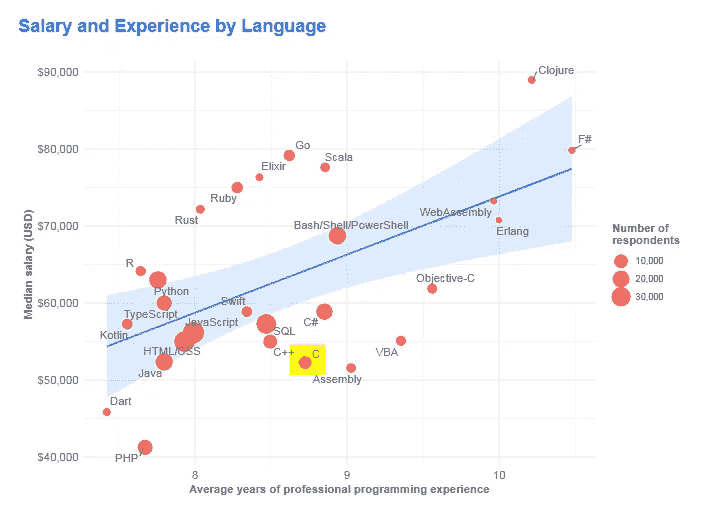 Salary and Experience by Language
$90,000
Clojure
F#
$80,000
Go
Scala
Elixir
Ruby
Rust
$70,000
WebAssembly
Bash/Shell/PowerShell
Erlang
Number of
respondents
10,000
20,000
30,000
R
Objective-C
Python
$60,000
Swift
TypeScript
JavaScript
C#
Kotlin
SQL
HTML/CSS
C++
C
VBA
Java
Assembly
$50,000
Dart
PHP
$40,000
8
9
10
Median salary (USD)
Average years of professional programming experience